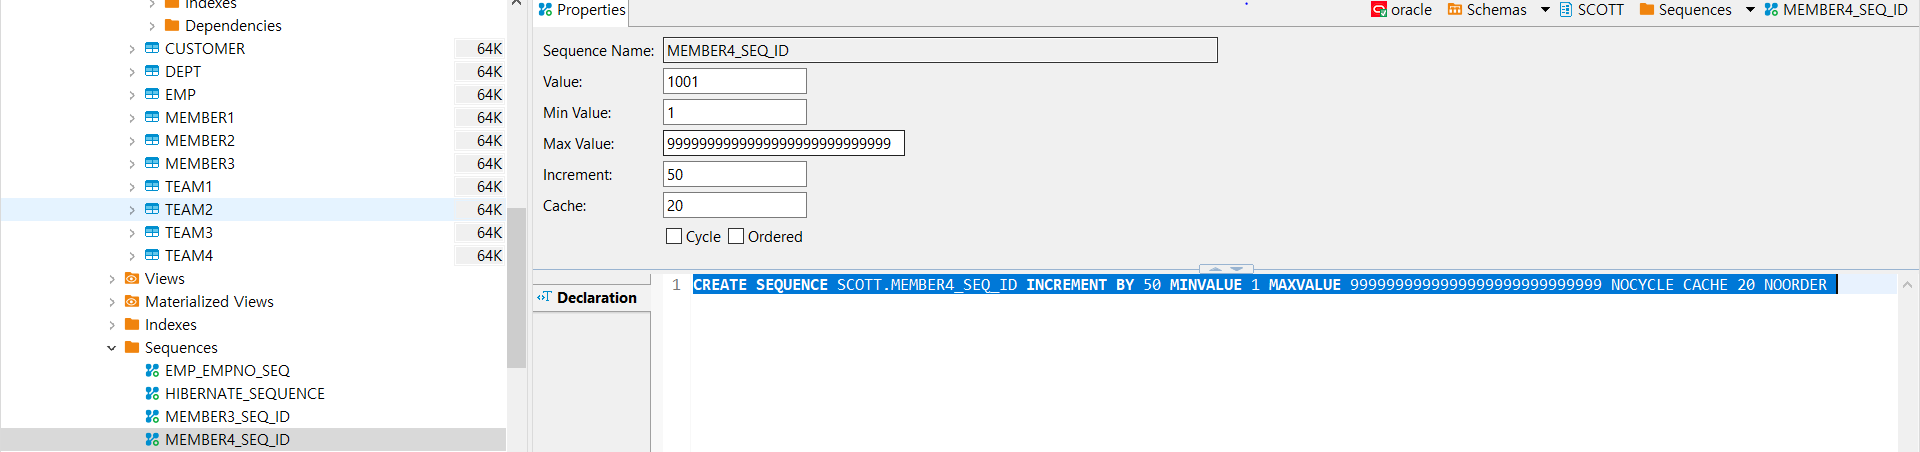 Indexes
Dependencies
CUSTOMER 64K
DEPT 64K
EMP 64K
MEMBER1 64K
MEMBER2 64K
MEMBER3 64K
TEAM1 64K
TEAM2 64K
TEAM3 64K
TEAM4 64K
Views
Materialized Views
Indexes
Sequences
EMP_EMPNO_SEQ
HIBERNATE_SEQUENCE
MEMBER3_SEQ_ID
MEMBER4_SEQ_ID
Properties oracle Schemas SCOTT Sequences MEMBER4_SEQ_ID
Sequence Name: MEMBER4_SEQ_ID
Value: 1001
Min Value: 1
Max Value: 9999999999999999999999999999
Increment: 50
Cache: 20
Cycle Ordered
Declaration
1 CREATE SEQUENCE SCOTT.MEMBER4_SEQ_ID INCREMENT BY 50 MINVALUE 1 MAXVALUE 9999999999999999999999999999 NOCYCLE CACHE 20 NOORDER